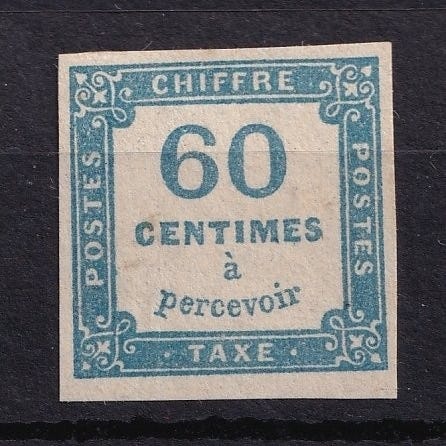 CHIFFRE
POSTES
60
CENTIMES
à
percevoir
POSTES
· TAXE ·